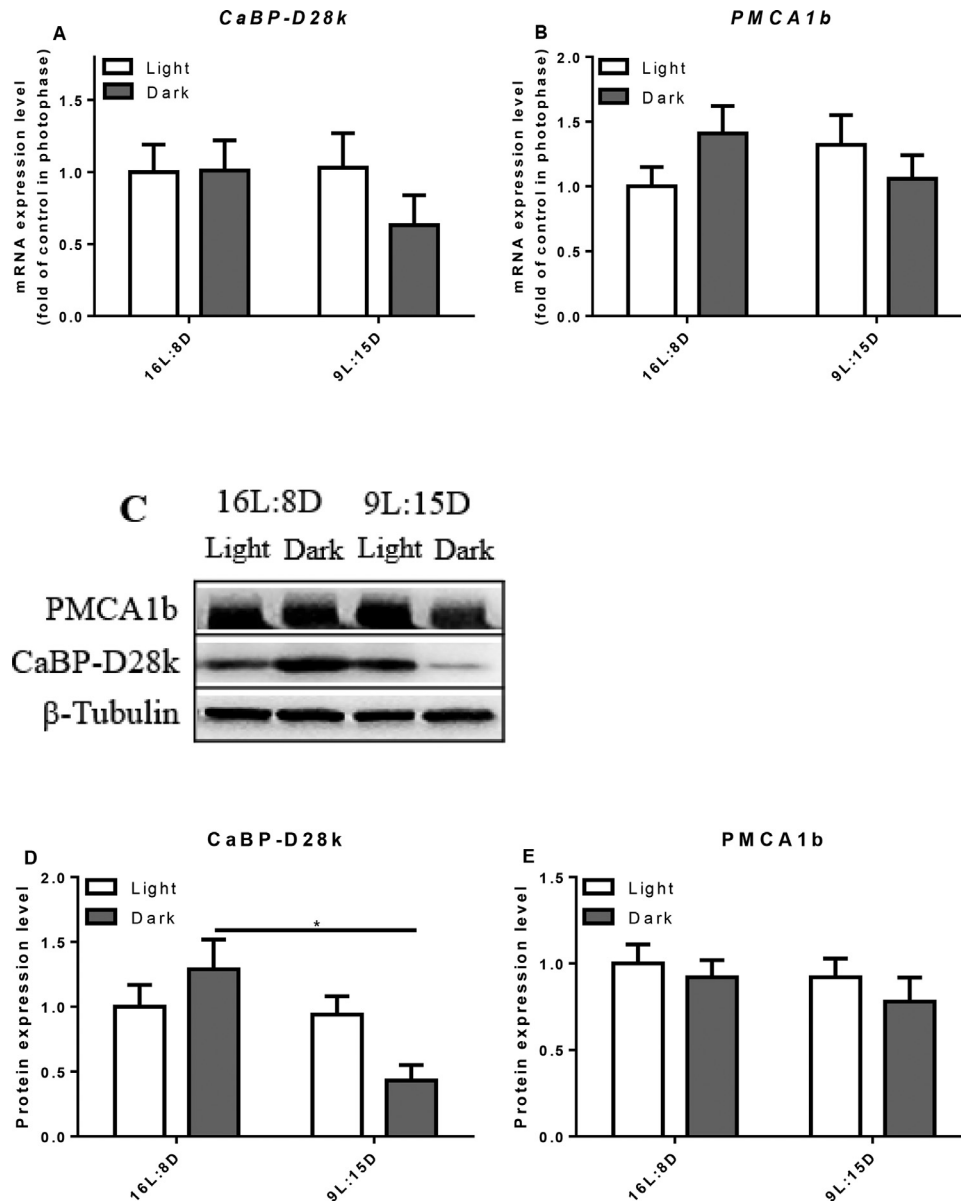 CaBP-D28k
A
mRNA expression level
(fold of control in photophase)
Light
Dark
1.5
1.0
0.5
0.0
16L:8D
9L:15D
PMCA1b
B
mRNA expression level
(fold of control in photophase)
2.0
Light
Dark
1.5
1.0
0.5
0.0
16L:8D
9L:15D
C
16L:8D 9L:15D
Light Dark Light Dark
PMCA1b
CaBP-D28k
β-Tubulin
CaBP-D28k
D
Protein expression level
2.0
Light
Dark
*
1.5
1.0
0.5
0.0
16L:8D
9L:15D
PMCA1b
E
Protein expression level
1.5
Light
Dark
1.0
0.5
0.0
16L:8D
9L:15D